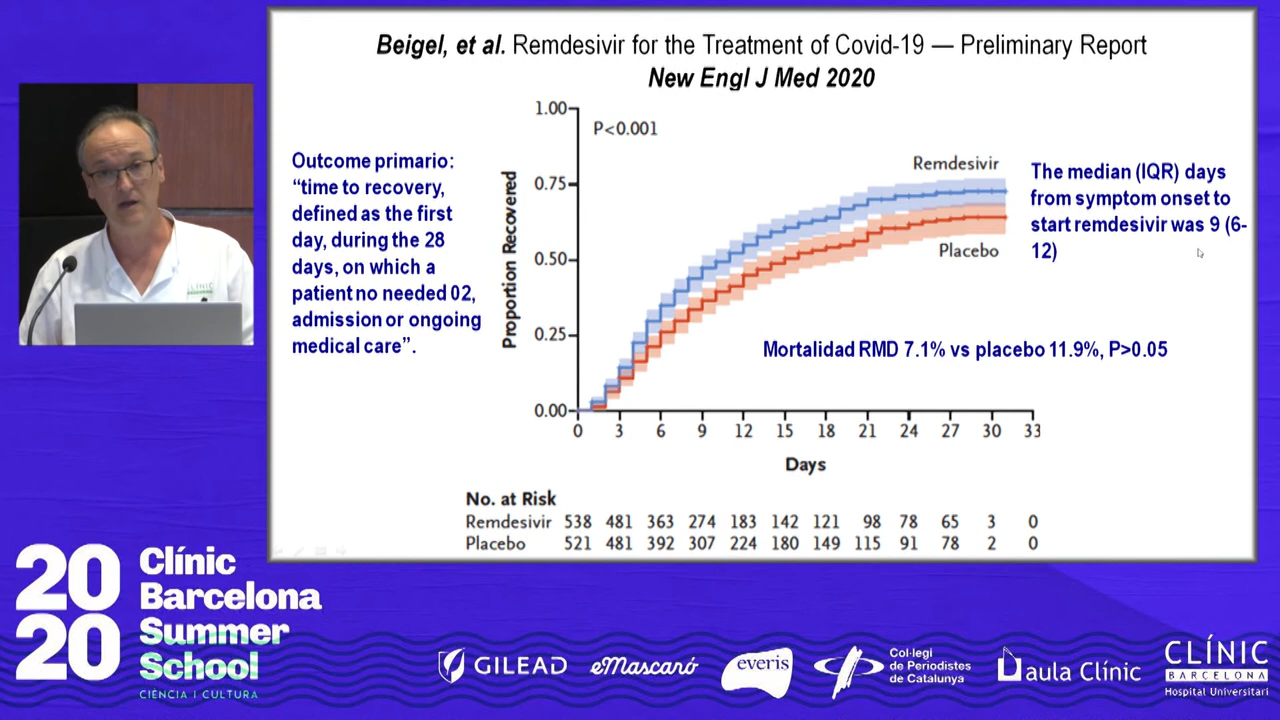 Beigel, et al. Remdesivir for the Treatment of Covid-19 — Preliminary Report
New Engl J Med 2020
Outcome primario:
“time to recovery,
defined as the first
day, during the 28
days, on which a
patient no needed 02,
admission or ongoing
medical care”.
Proportion Recovered
1.00
0.75
0.50
0.25
0.00
P<0.001
Remdesivir
Placebo
0 3 6 9 12 15 18 21 24 27 30 33
Days
The median (IQR) days
from symptom onset to
start remdesivir was 9 (6-
12)
Mortalidad RMD 7.1% vs placebo 11.9%, P>0.05
No. at Risk
Remdesivir 538 481 363 274 183 142 121 98 78 65 3 0
Placebo 521 481 392 307 224 180 149 115 91 78 2 0
CLÍNIC
20
20
Clínic
Barcelona
Summer
School
CIÈNCIA I CULTURA
GILEAD
eMascaró
everis
Col·legi
de Periodistes
de Catalunya
aula Clínic
CLÍNIC
BARCELONA
Hospital Universitari